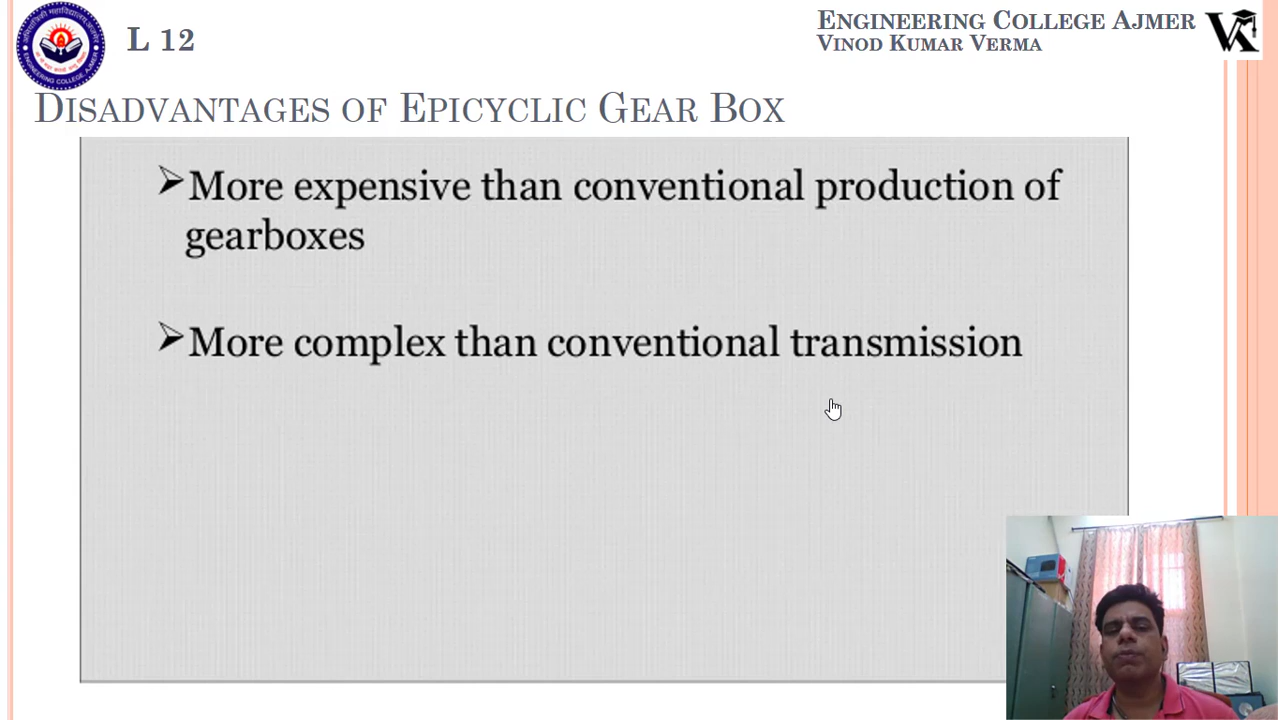 L 12
ENGINEERING COLLEGE AJMER
VINOD KUMAR VERMA
DISADVANTAGES OF EPICYCLIC GEAR BOX
➢More expensive than conventional production of
gearboxes
➢More complex than conventional transmission